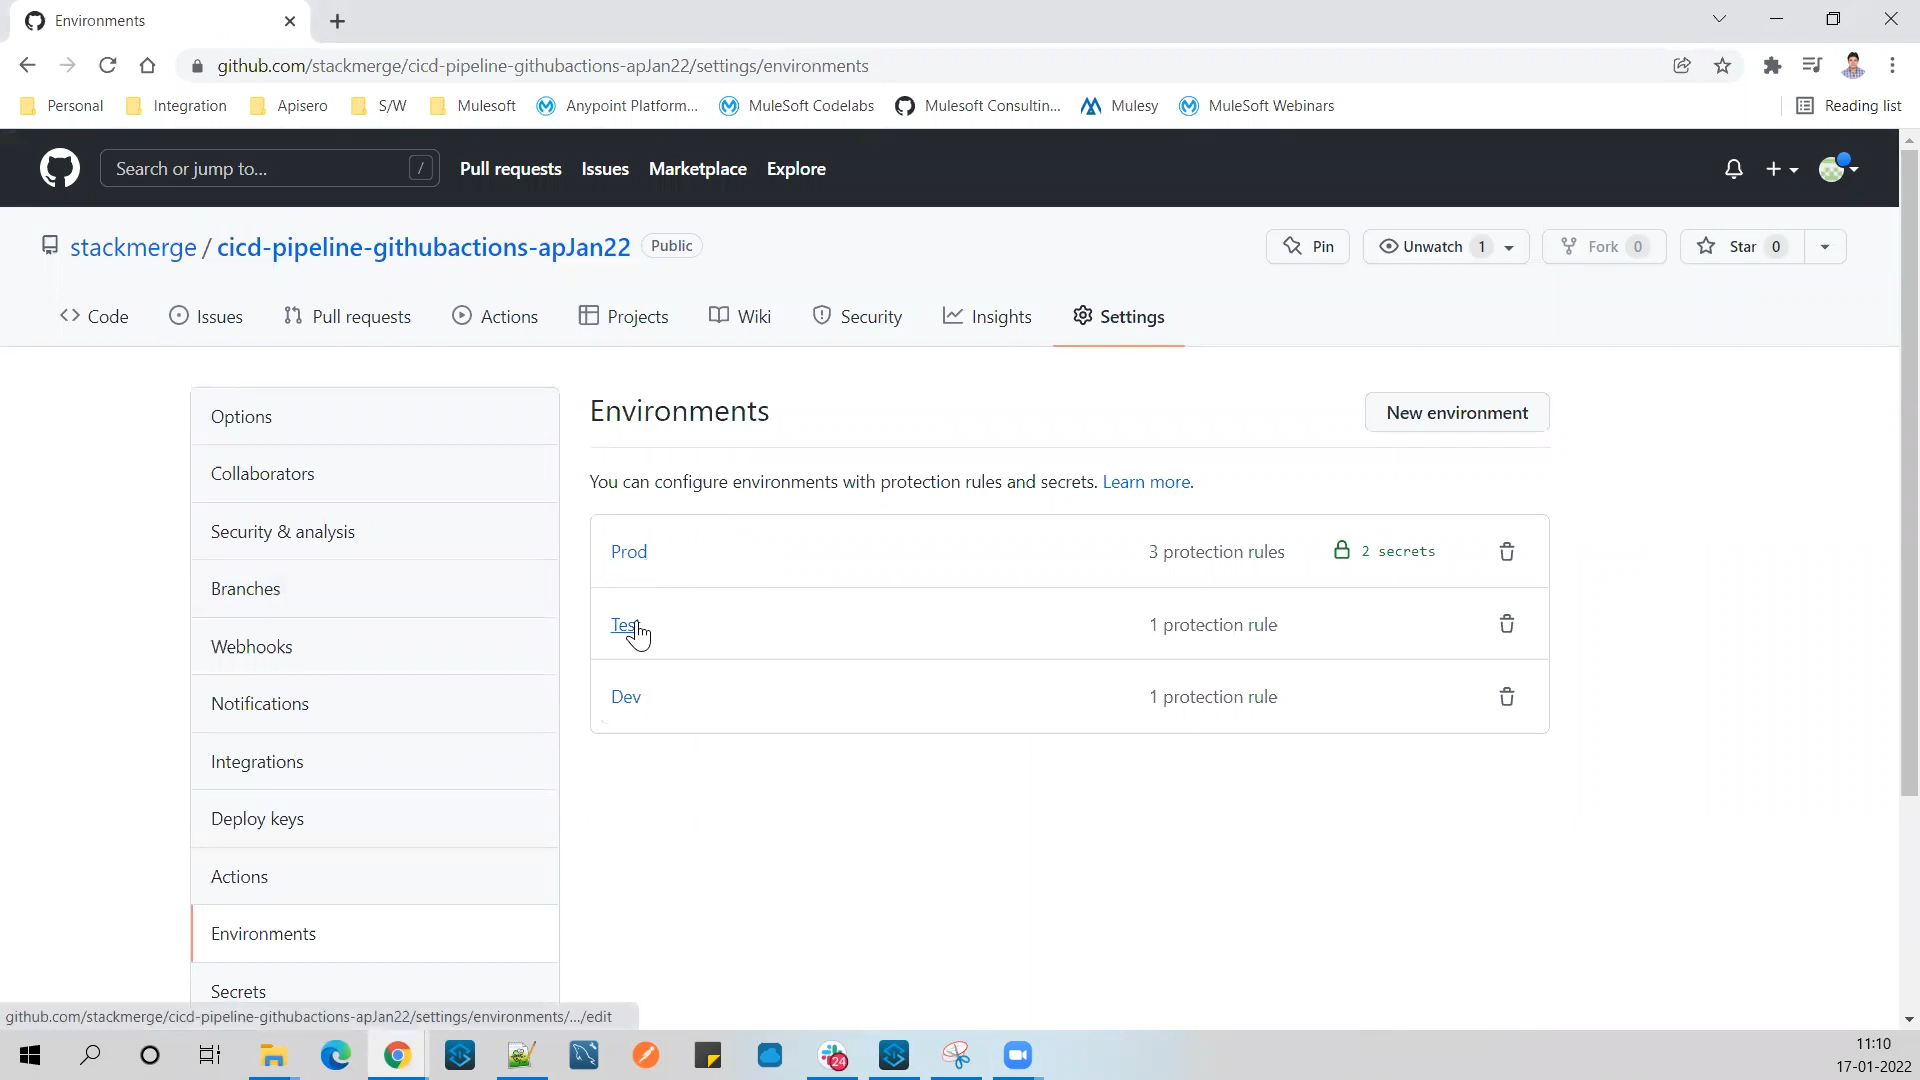 Environments
github.com/stackmerge/cicd-pipeline-githubactions-apJan22/settings/environments
Personal Integration Apisero S/W Mulesoft Anypoint Platform... MuleSoft Codelabs Mulesoft Consultin... Mulesy MuleSoft Webinars Reading list
Search or jump to... / Pull requests Issues Marketplace Explore
stackmerge / cicd-pipeline-githubactions-apJan22 Public Pin Unwatch 1 Fork 0 Star 0
Code Issues Pull requests Actions Projects Wiki Security Insights Settings
Options
Collaborators
Security & analysis
Branches
Webhooks
Notifications
Integrations
Deploy keys
Actions
Environments
Secrets
Environments New environment
You can configure environments with protection rules and secrets. Learn more.
Prod 3 protection rules 2 secrets
Test 1 protection rule
Dev 1 protection rule
github.com/stackmerge/cicd-pipeline-githubactions-apJan22/settings/environments/.../edit
24
11:10
17-01-2022